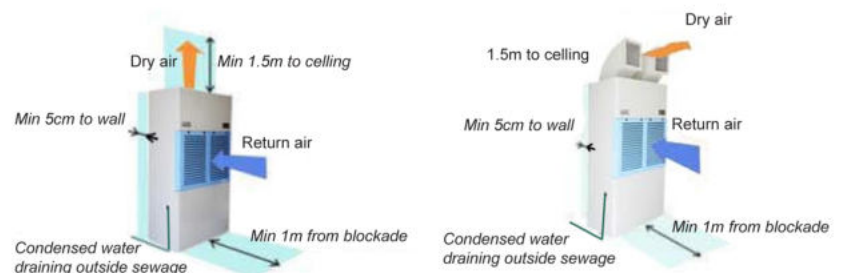 Dry air
Min 1.5m to celling
Min 5cm to wall
Return air
Min 1m from blockade
Condensed water
draining outside sewage
Dry air
1.5m to celling
Min 5cm to wall
Return air
Min 1m from blockade
Condensed water
draining outside sewage